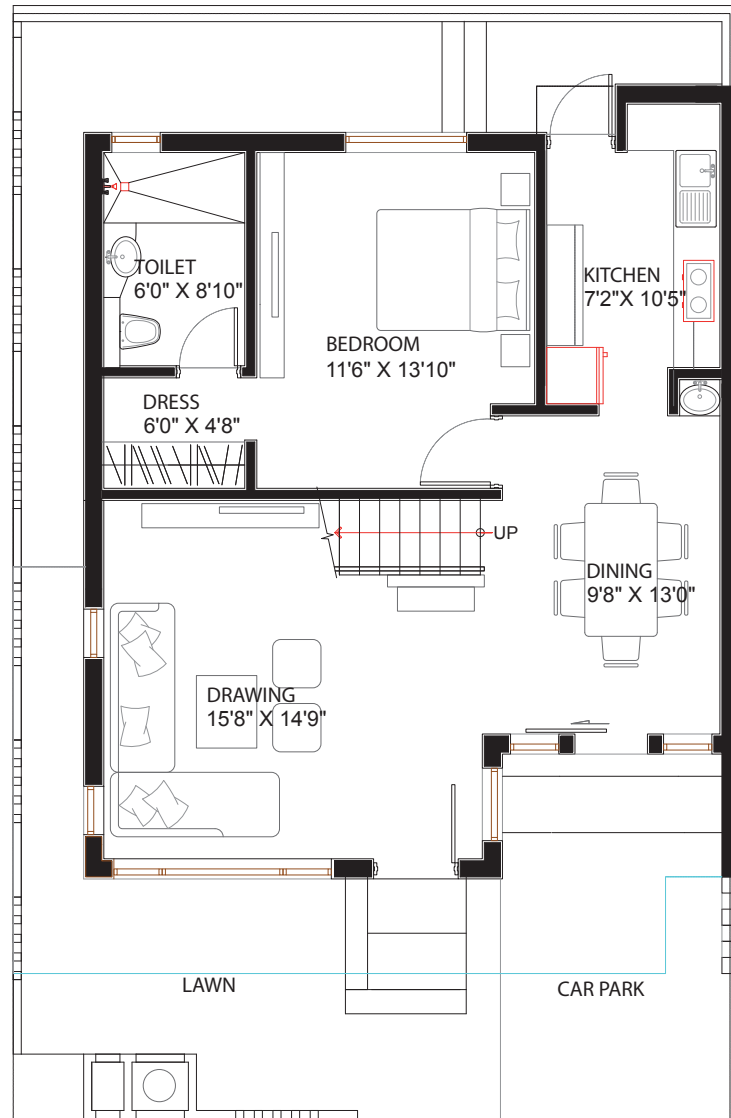 TOILET
6'0" X 8'10"
KITCHEN
7'2"X 10'5"
BEDROOM
11'6" X 13'10"
DRESS
6'0" X 4'8"
UP
DINING
9'8" X 13'0"
DRAWING
15'8" X 14'9"
LAWN
CAR PARK